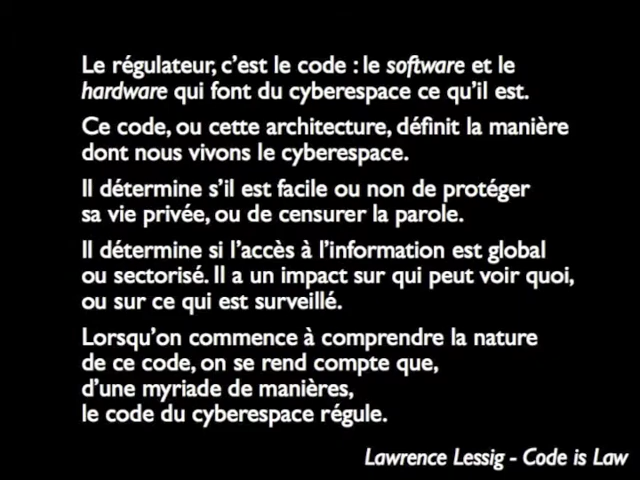 Le régulateur, c'est le code : le software et le
hardware qui font du cyberespace ce qu'il est.
Ce code, ou cette architecture, définit la manière
dont nous vivons le cyberespace.
Il détermine s'il est facile ou non de protéger
sa vie privée, ou de censurer la parole.
Il détermine si l'accès à l'information est global
ou sectorisé. Il a un impact sur qui peut voir quoi,
ou sur ce qui est surveillé.
Lorsqu'on commence à comprendre la nature
de ce code, on se rend compte que,
d'une myriade de manières,
le code du cyberespace régule.
Lawrence Lessig - Code is Law